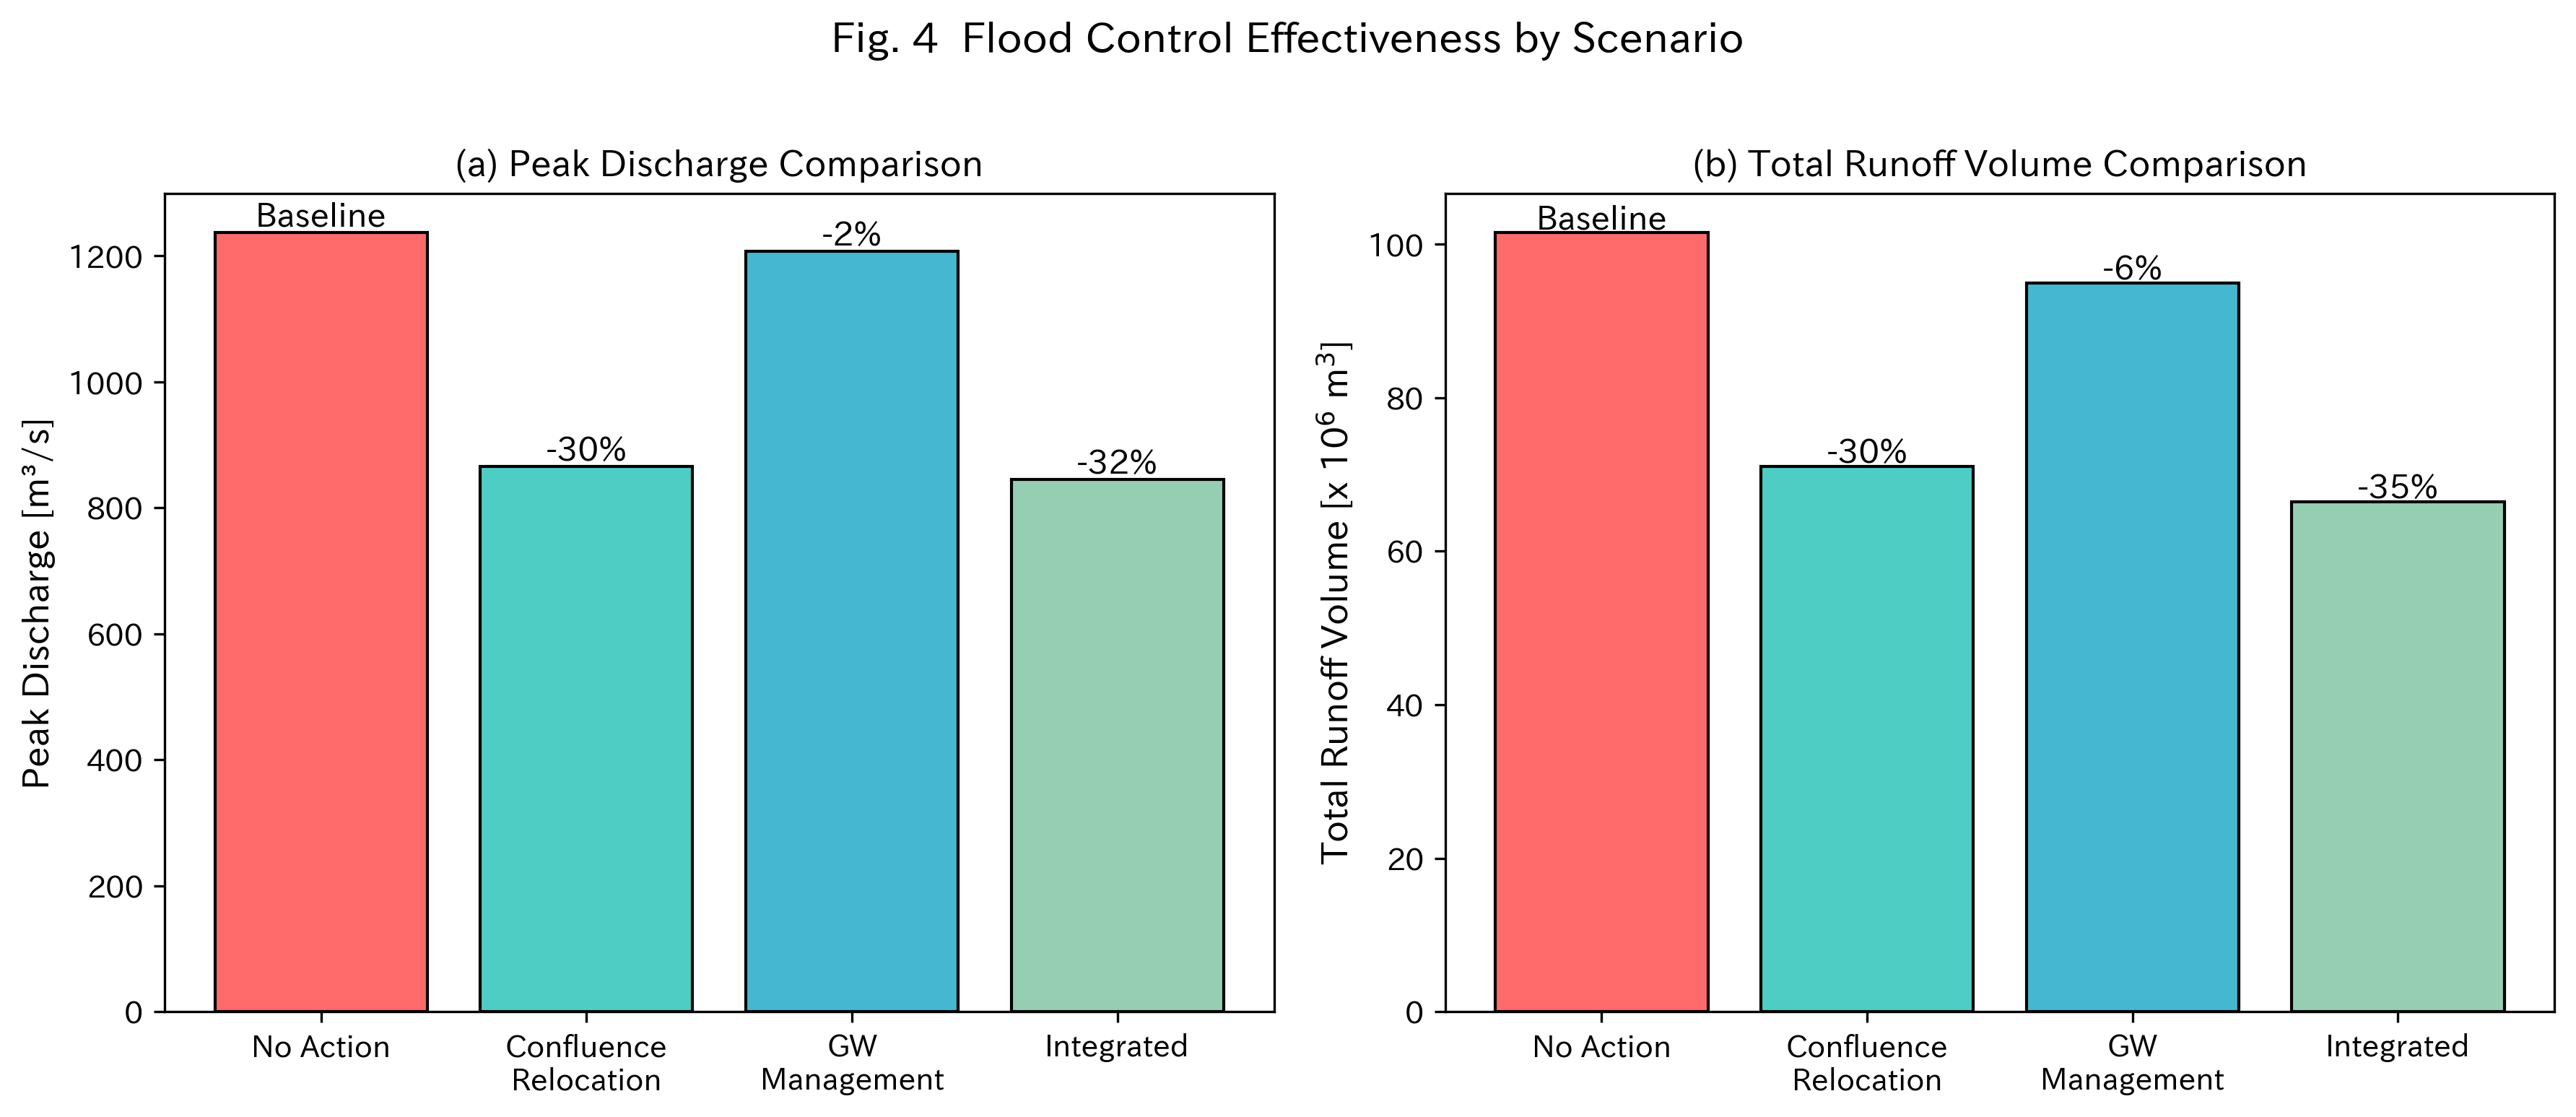 Fig. 4  Flood Control Effectiveness by Scenario
(a) Peak Discharge Comparison
Peak Discharge [m³/s]
1200
1000
800
600
400
200
0
Baseline
-30%
-2%
-32%
No Action
Confluence
Relocation
GW
Management
Integrated
(b) Total Runoff Volume Comparison
Total Runoff Volume [x 10⁶ m³]
100
80
60
40
20
0
Baseline
-30%
-6%
-35%
No Action
Confluence
Relocation
GW
Management
Integrated